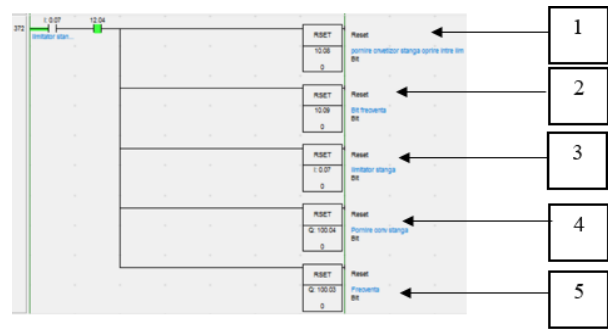 372
I: 0.07
12.04
limitator stan...
RSET
Reset
10.08
pornire cnvetizor stanga oprire intre lim
Bit
0
1
RSET
Reset
10.09
Bit frecventa
Bit
0
2
RSET
Reset
I: 0.07
limitator stanga
Bit
0
3
RSET
Reset
Q: 100.04
Pornire conv stanga
Bit
0
4
RSET
Reset
Q: 100.03
Frecventa
Bit
0
5